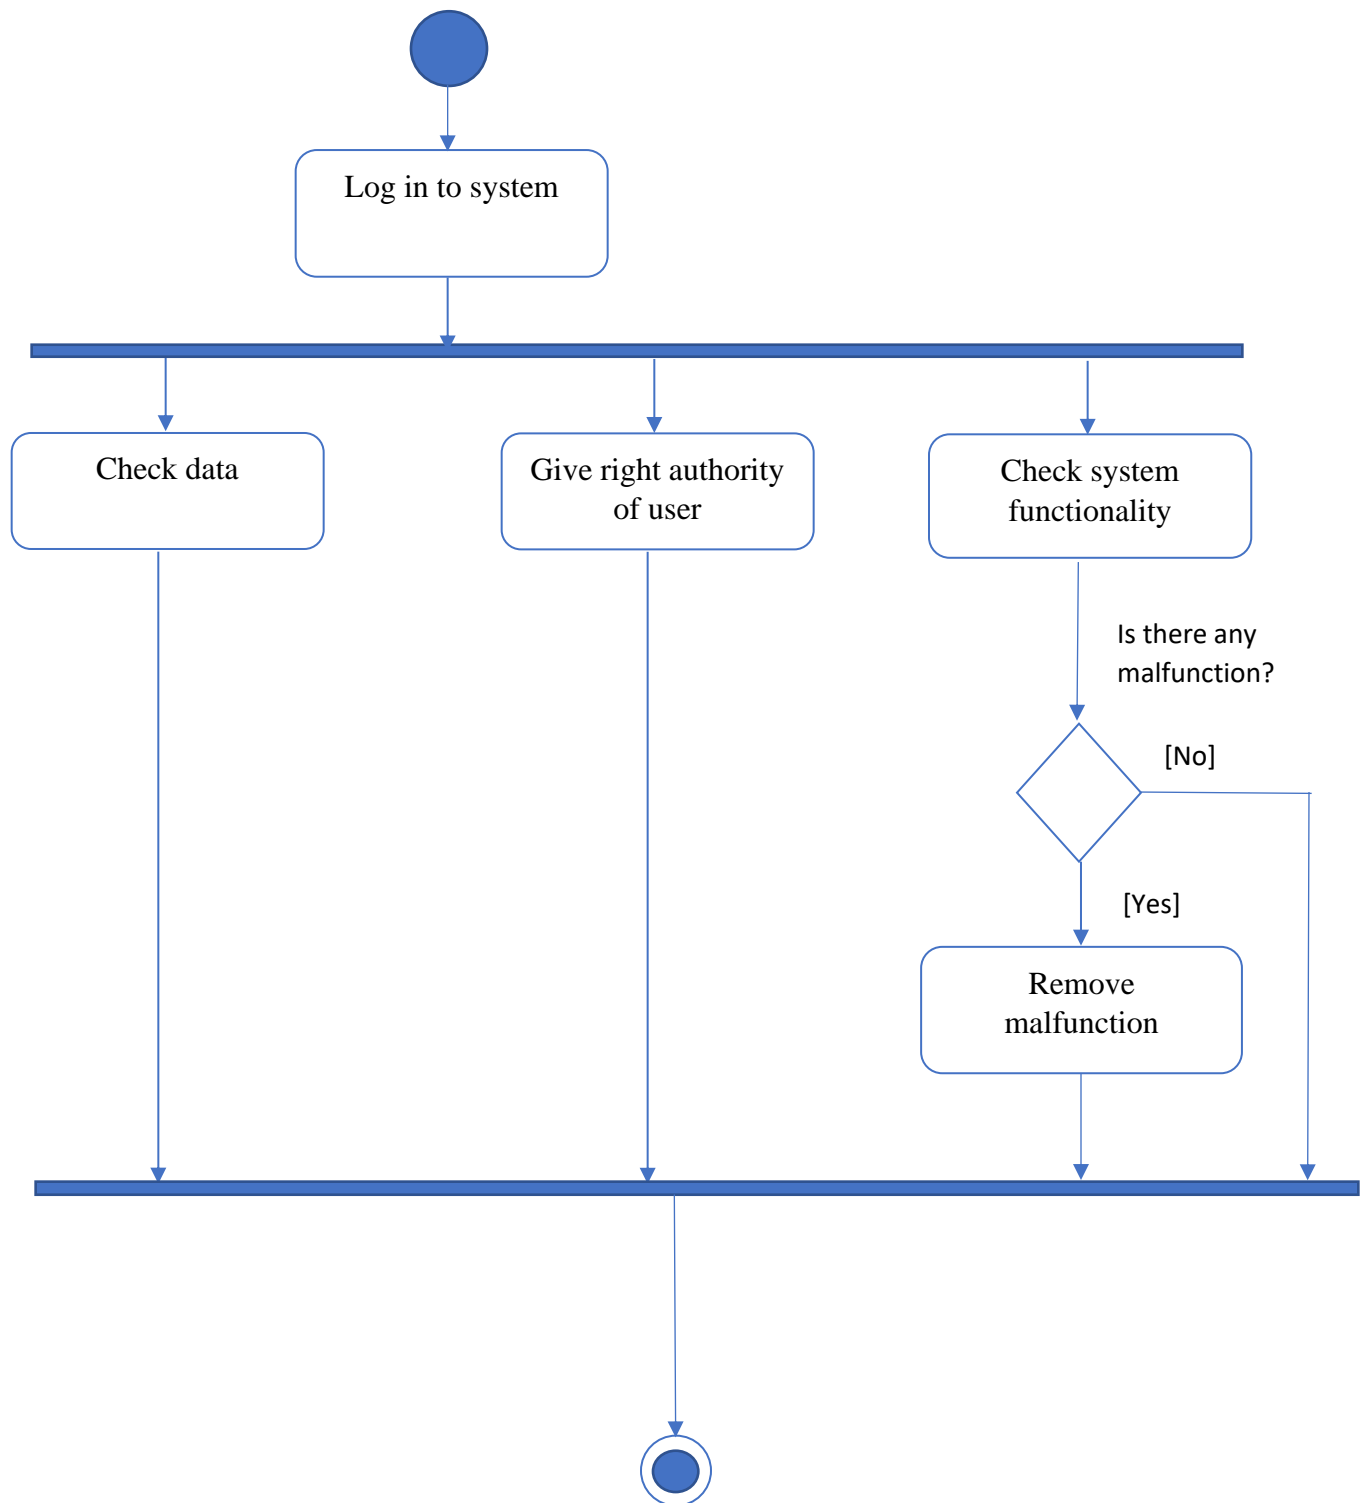 Log in to system
Check data
Give right authority
of user
Check system
functionality
Is there any
malfunction?
[No]
[Yes]
Remove
malfunction